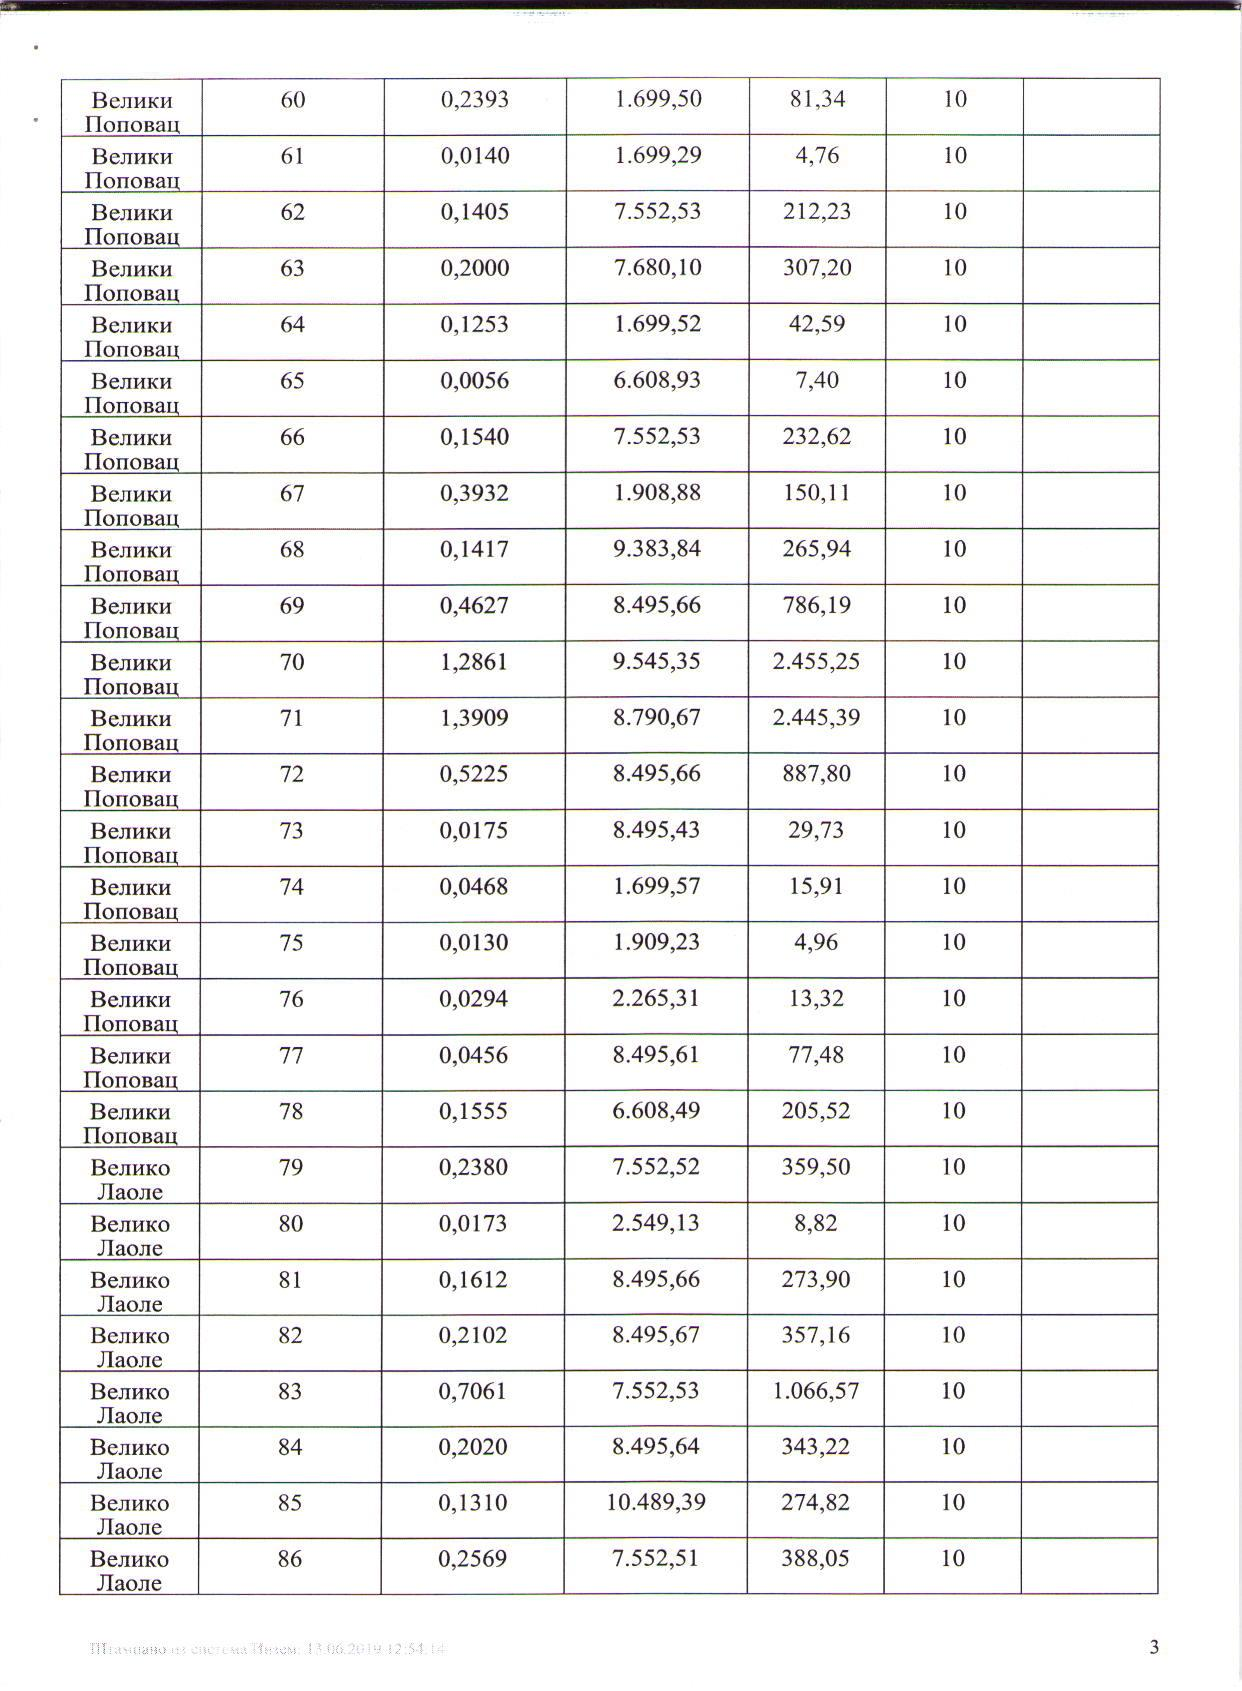 Велики 60 0,2393 1.699,50 81,34 10
Поповац
Велики 61 0,0140 1.699,29 4,76 10
Поповац
Велики 62 0,1405 7.552,53 212,23 10
Поповац
Велики 63 0,2000 7.680,10 307,20 10
Поповац
Велики 64 0,1253 1.699,52 42,59 10
Поповац
Велики 65 0,0056 6.608,93 7,40 10
Поповац
Велики 66 0,1540 7.552,53 232,62 10
Поповац
Велики 67 0,3932 1.908,88 150,11 10
Поповац
Велики 68 0,1417 9.383,84 265,94 10
Поповац
Велики 69 0,4627 8.495,66 786,19 10
Поповац
Велики 70 1,2861 9.545,35 2.455,25 10
Поповац
Велики 71 1,3909 8.790,67 2.445,39 10
Поповац
Велики 72 0,5225 8.495,66 887,80 10
Поповац
Велики 73 0,0175 8.495,43 29,73 10
Поповац
Велики 74 0,0468 1.699,57 15,91 10
Поповац
Велики 75 0,0130 1.909,23 4,96 10
Поповац
Велики 76 0,0294 2.265,31 13,32 10
Поповац
Велики 77 0,0456 8.495,61 77,48 10
Поповац
Велики 78 0,1555 6.608,49 205,52 10
Поповац
Велико 79 0,2380 7.552,52 359,50 10
Лаоле
Велико 80 0,0173 2.549,13 8,82 10
Лаоле
Велико 81 0,1612 8.495,66 273,90 10
Лаоле
Велико 82 0,2102 8.495,67 357,16 10
Лаоле
Велико 83 0,7061 7.552,53 1.066,57 10
Лаоле
Велико 84 0,2020 8.495,64 343,22 10
Лаоле
Велико 85 0,1310 10.489,39 274,82 10
Лаоле
Велико 86 0,2569 7.552,51 388,05 10
Лаоле
Штампано из система 13.06.2019 12:54:14
3